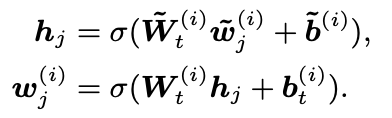 h_j = σ(W̃_t^{(i)} w̃_j^{(i)} + b̃^{(i)}),
w_j^{(i)} = σ(W_t^{(i)} h_j + b_t^{(i)}).